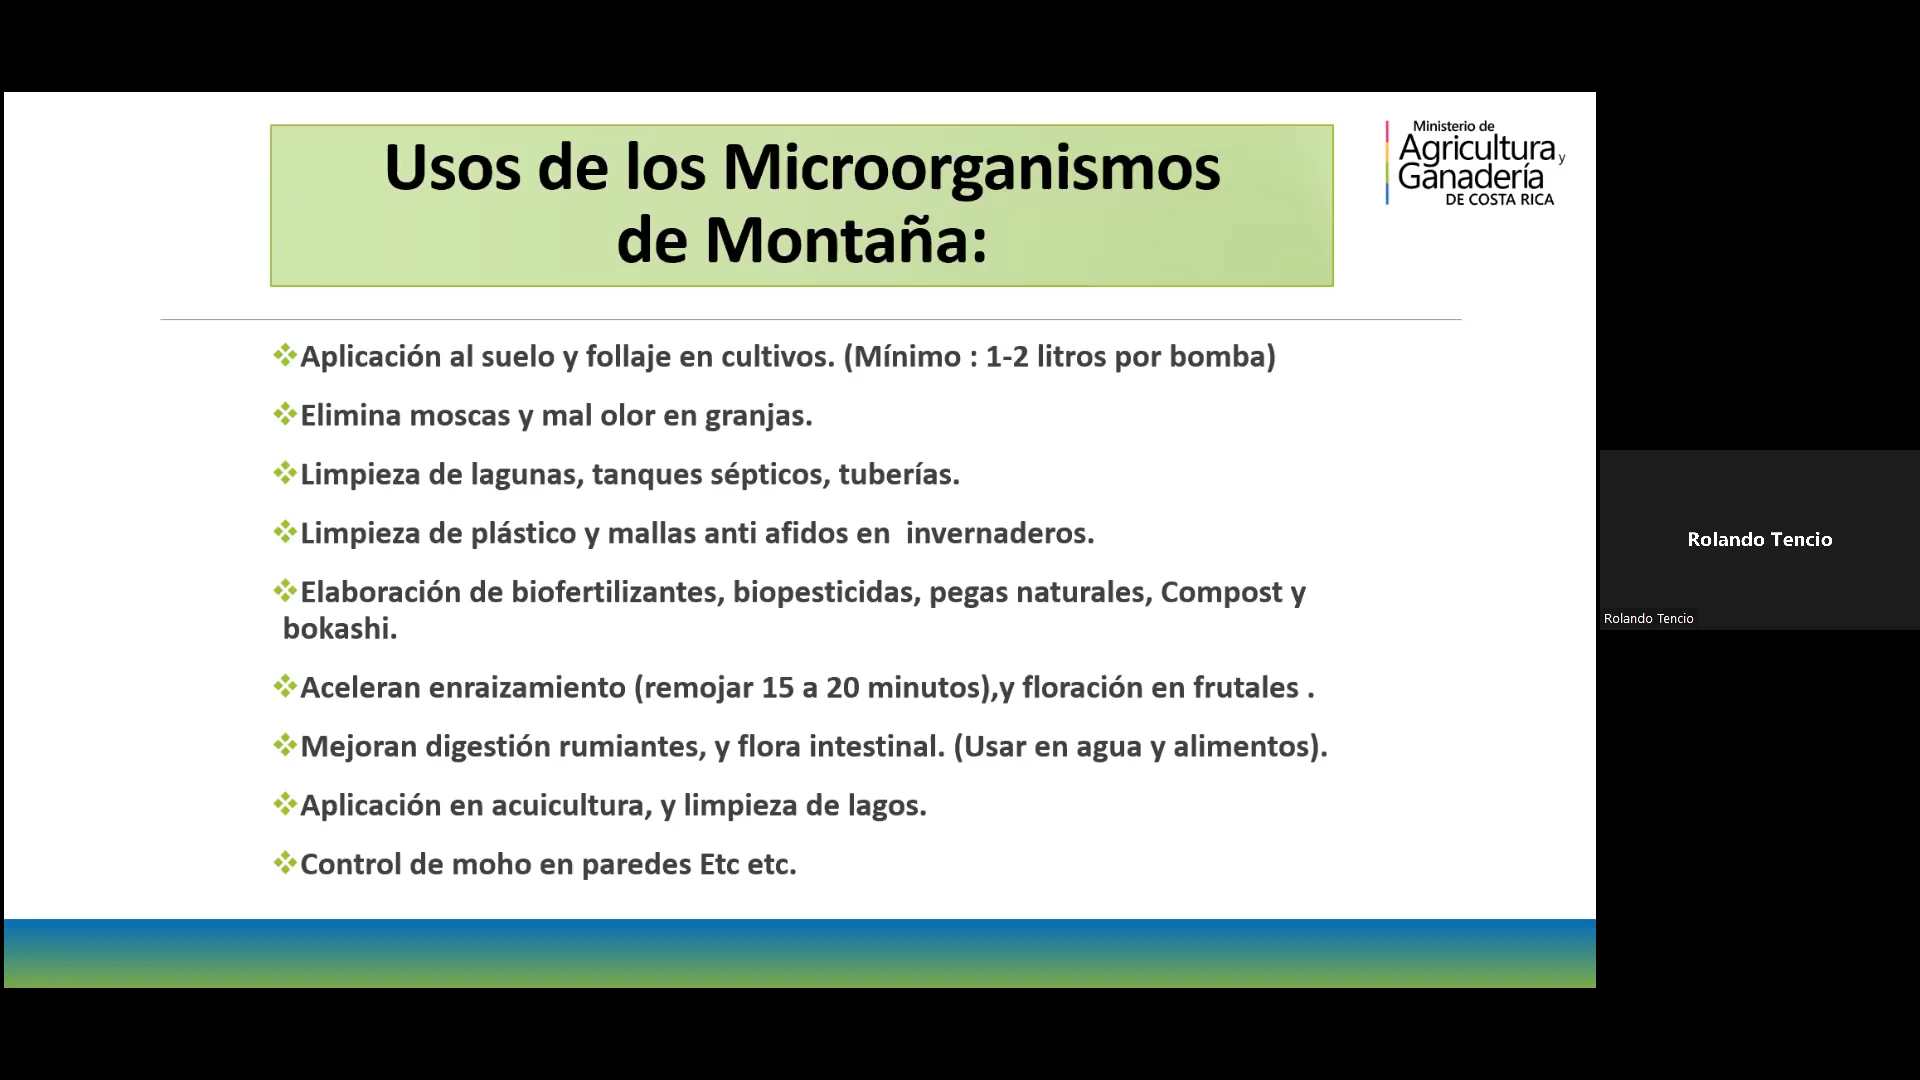 Usos de los Microorganismos
de Montaña:
Ministerio de
Agricultura y
Ganadería
DE COSTA RICA
❖Aplicación al suelo y follaje en cultivos. (Mínimo : 1-2 litros por bomba)
❖Elimina moscas y mal olor en granjas.
❖Limpieza de lagunas, tanques sépticos, tuberías.
❖Limpieza de plástico y mallas anti afidos en  invernaderos.
❖Elaboración de biofertilizantes, biopesticidas, pegas naturales, Compost y
bokashi.
❖Aceleran enraizamiento (remojar 15 a 20 minutos),y floración en frutales .
❖Mejoran digestión rumiantes, y flora intestinal. (Usar en agua y alimentos).
❖Aplicación en acuicultura, y limpieza de lagos.
❖Control de moho en paredes Etc etc.
Rolando Tencio
Rolando Tencio